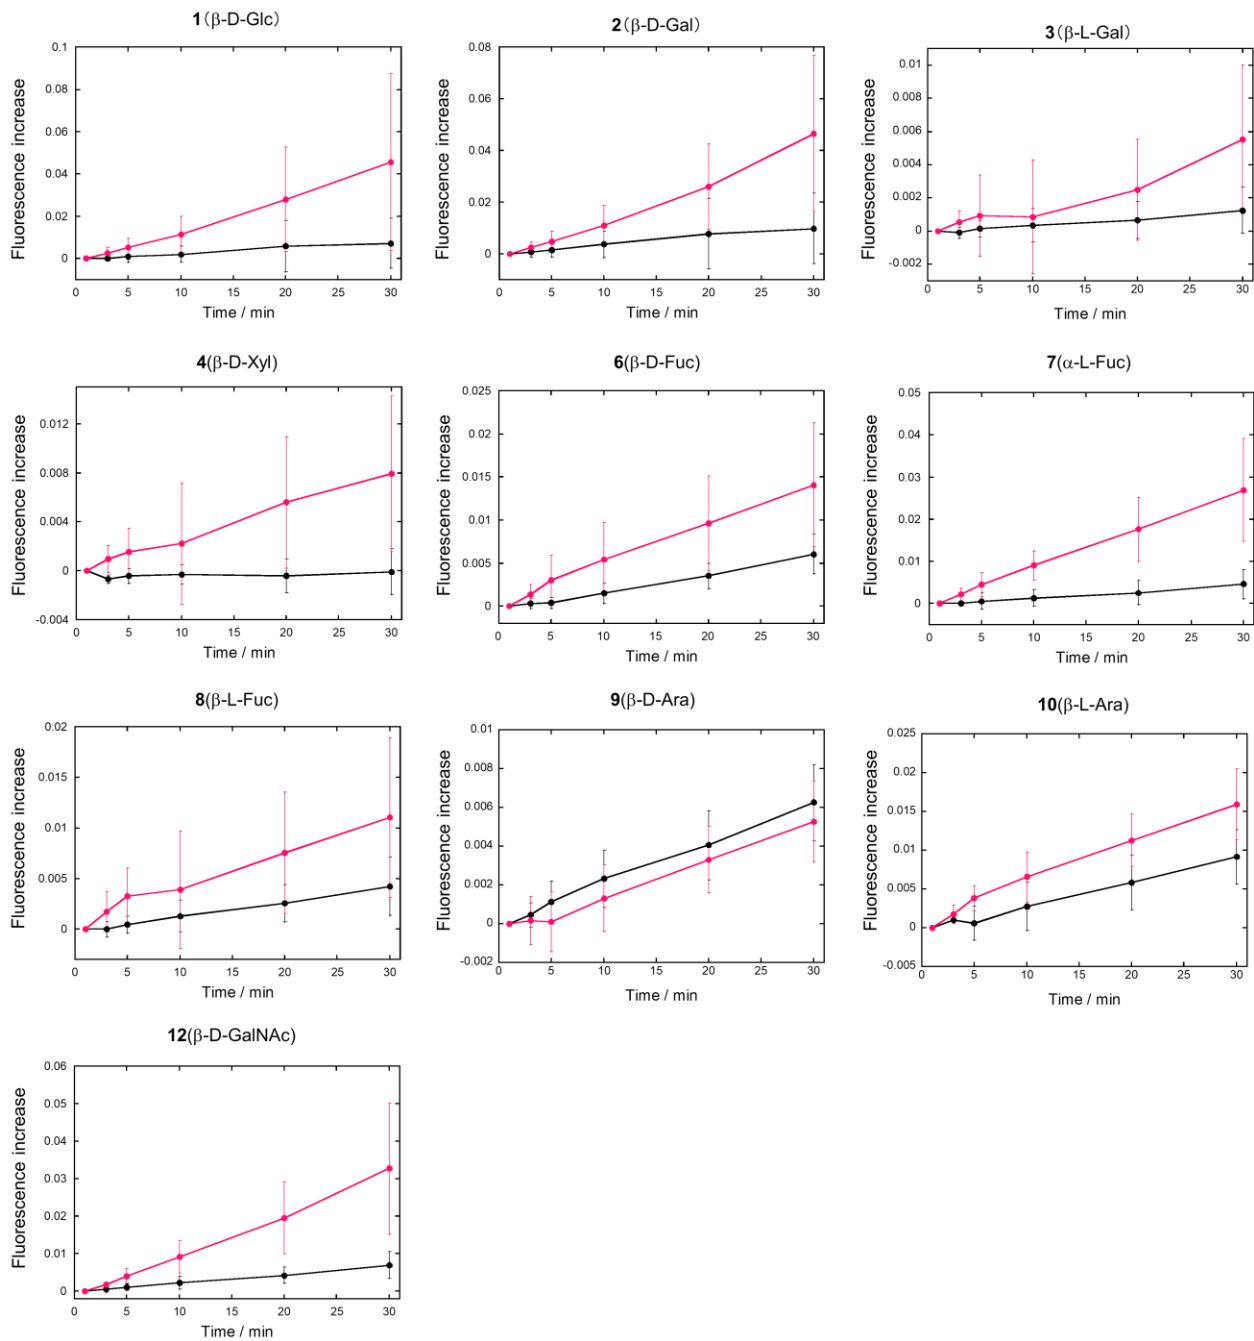 1(β-D-Glc)
Fluorescence increase
0.1
0.08
0.06
0.04
0.02
0
0 5 10 15 20 25 30
Time / min
2(β-D-Gal)
Fluorescence increase
0.08
0.06
0.04
0.02
0
0 5 10 15 20 25 30
Time / min
3(β-L-Gal)
Fluorescence increase
0.01
0.008
0.006
0.004
0.002
0
-0.002
0 5 10 15 20 25 30
Time / min
4(β-D-Xyl)
Fluorescence increase
0.012
0.008
0.004
0
-0.004
0 5 10 15 20 25 30
Time / min
6(β-D-Fuc)
Fluorescence increase
0.025
0.02
0.015
0.01
0.005
0
0 5 10 15 20 25 30
Time / min
7(α-L-Fuc)
Fluorescence increase
0.05
0.04
0.03
0.02
0.01
0
0 5 10 15 20 25 30
Time / min
8(β-L-Fuc)
Fluorescence increase
0.02
0.015
0.01
0.005
0
0 5 10 15 20 25 30
Time / min
9(β-D-Ara)
Fluorescence increase
0.01
0.008
0.006
0.004
0.002
0
-0.002
0 5 10 15 20 25 30
Time / min
10(β-L-Ara)
Fluorescence increase
0.025
0.02
0.015
0.01
0.005
0
-0.005
0 5 10 15 20 25 30
Time / min
12(β-D-GalNAc)
Fluorescence increase
0.06
0.05
0.04
0.03
0.02
0.01
0
0 5 10 15 20 25 30
Time / min